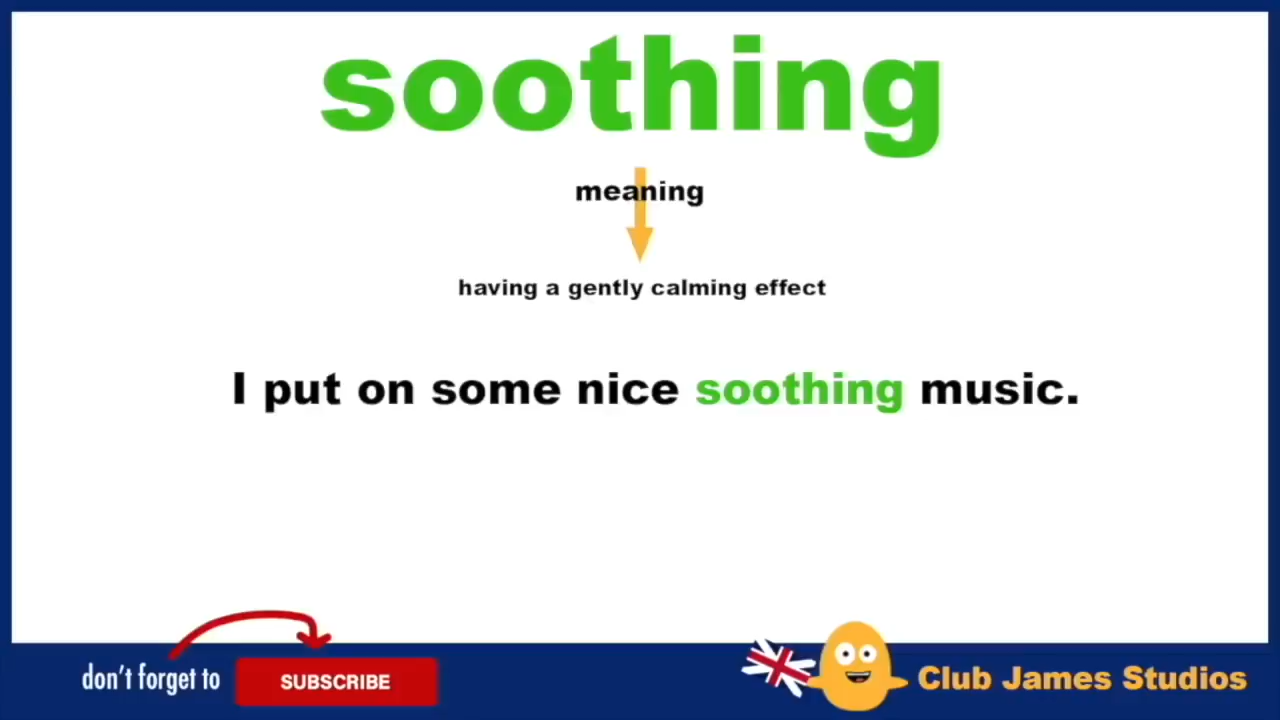 soothing
meaning
having a gently calming effect
I put on some nice soothing music.
don't forget to SUBSCRIBE
Club James Studios